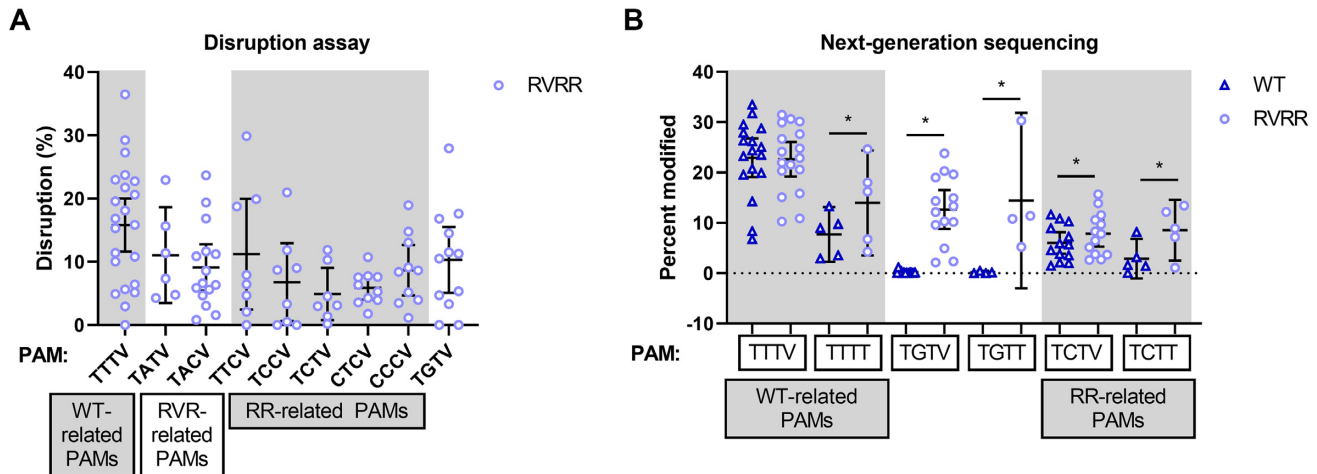 A
Disruption assay
Disruption (%)
40
30
20
10
0
RVRR
PAM:
TTTV
TATV
TACV
TTCV
TCCV
TCTV
CTCV
CCCV
TGTV
WT-
related
PAMs
RVR-
related
PAMs
RR-related PAMs
B
Next-generation sequencing
Percent modified
40
30
20
10
0
-10
*
*
*
*
*
WT
RVRR
PAM:
TTTV
TTTT
TGTV
TGTT
TCTV
TCTT
WT-related
PAMs
RR-related
PAMs